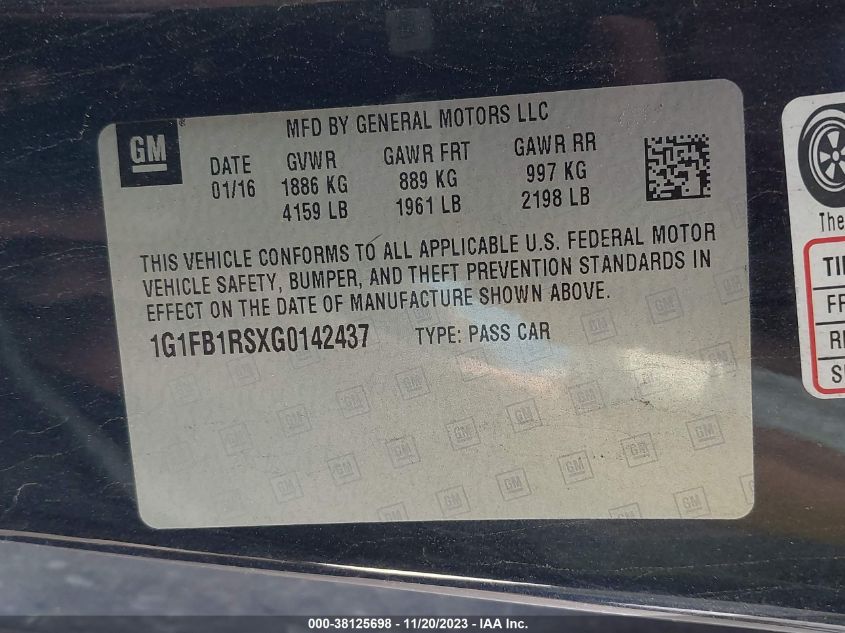 GM
®
MFD BY GENERAL MOTORS LLC
DATE GVWR GAWR FRT GAWR RR
01/16 1886 KG 889 KG 997 KG
4159 LB 1961 LB 2198 LB
THIS VEHICLE CONFORMS TO ALL APPLICABLE U.S. FEDERAL MOTOR
VEHICLE SAFETY, BUMPER, AND THEFT PREVENTION STANDARDS IN
EFFECT ON THE DATE OF MANUFACTURE SHOWN ABOVE.
1G1FB1RSXG0142437 TYPE: PASS CAR
The
000-38125698 - 11/20/2023 - IAAI.com